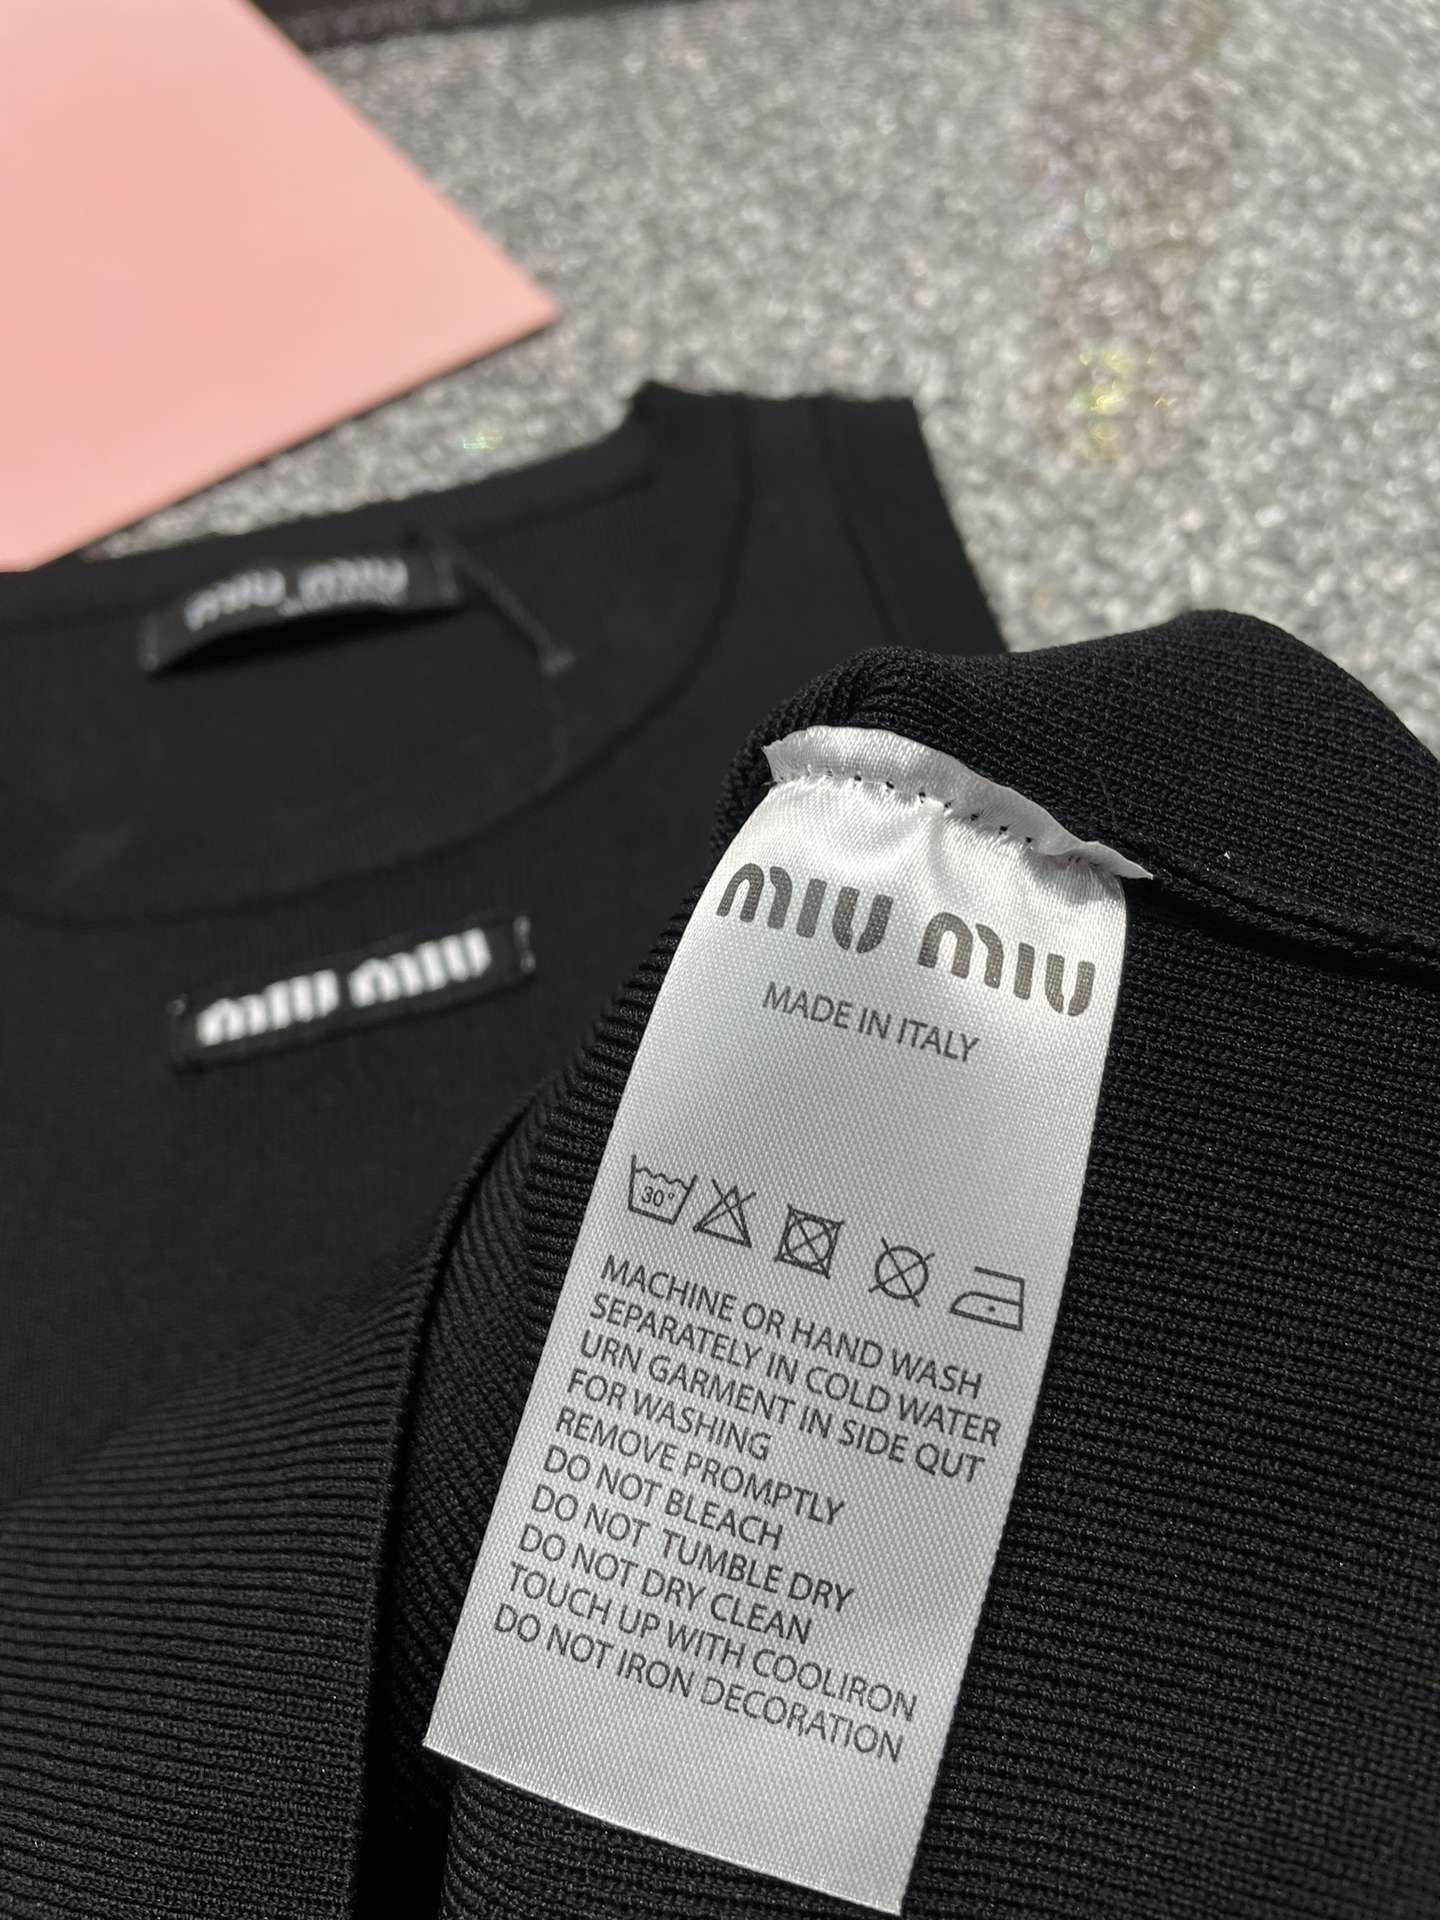 miu miu
miu miu
miu miu
MADE IN ITALY
30°
MACHINE OR HAND WASH
SEPARATELY IN COLD WATER
URN GARMENT IN SIDE QUT
FOR WASHING
REMOVE PROMPTLY
DO NOT BLEACH
DO NOT TUMBLE DRY
DO NOT DRY CLEAN
TOUCH UP WITH COOLIRON
DO NOT IRON DECORATION